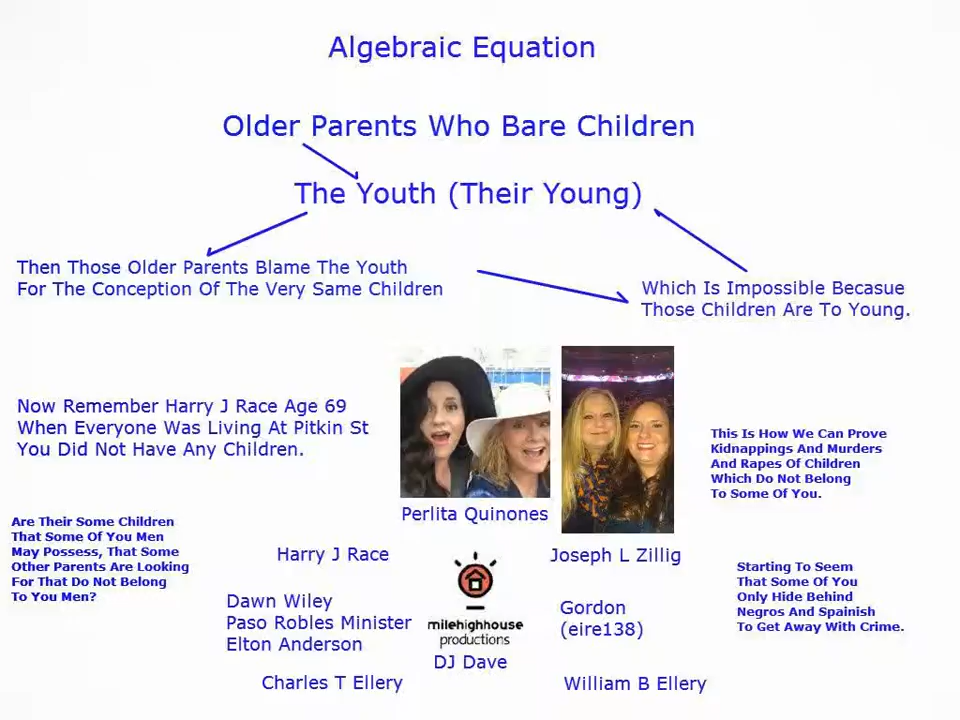 Algebraic Equation
Older Parents Who Bare Children
The Youth (Their Young)
Then Those Older Parents Blame The Youth
For The Conception Of The Very Same Children
Which Is Impossible Becasue
Those Children Are To Young.
Now Remember Harry J Race Age 69
When Everyone Was Living At Pitkin St
You Did Not Have Any Children.
This Is How We Can Prove
Kidnappings And Murders
And Rapes Of Children
Which Do Not Belong
To Some Of You.
Perlita Quinones
Are Their Some Children
That Some Of You Men
May Possess, That Some
Other Parents Are Looking
For That Do Not Belong
To You Men?
Harry J Race
Joseph L Zillig
Starting To Seem
That Some Of You
Only Hide Behind
Negros And Spainish
To Get Away With Crime.
Dawn Wiley
Paso Robles Minister
Elton Anderson
milehighhouse
productions
DJ Dave
Gordon
(eire138)
Charles T Ellery
William B Ellery